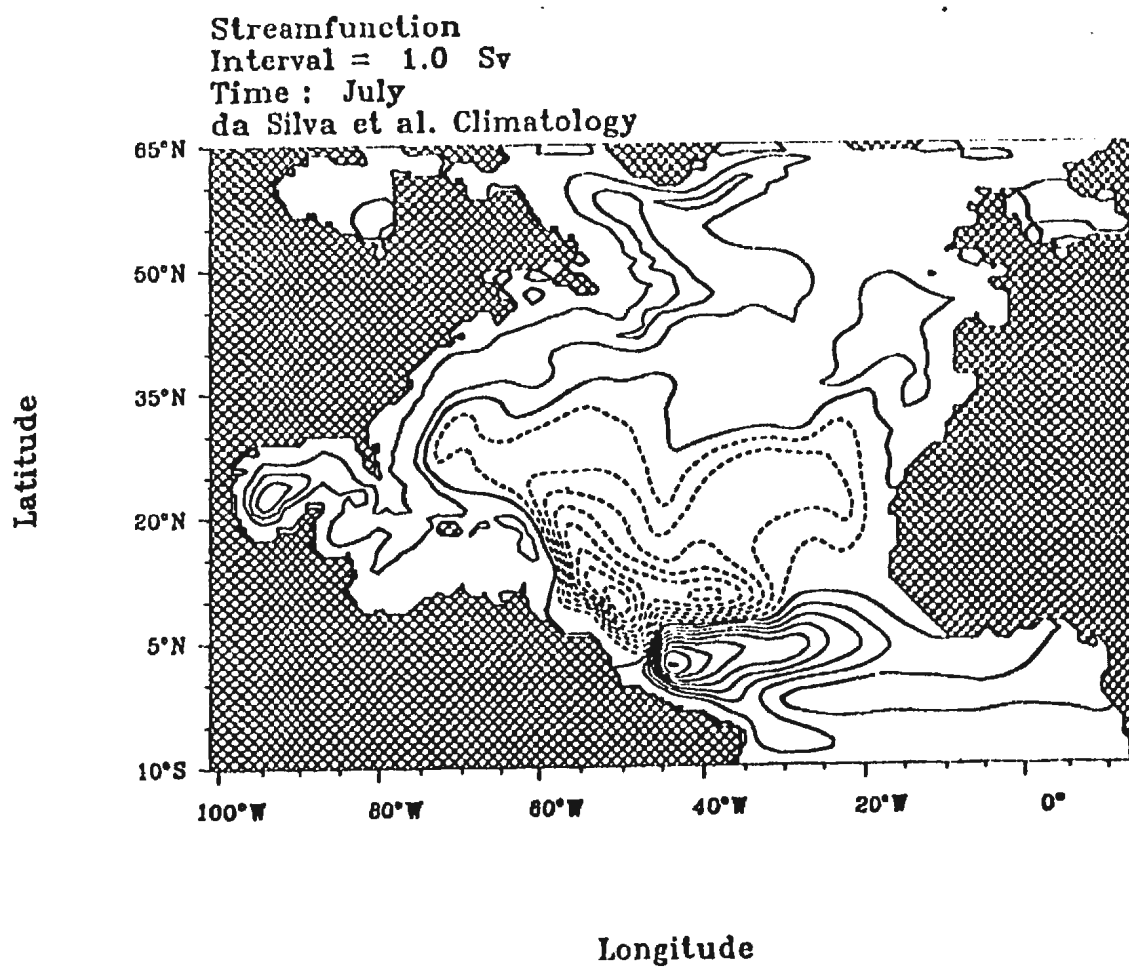 Streamfunction
Interval = 1.0 Sv
Time : July
da Silva et al. Climatology
65°N
50°N
35°N
20°N
5°N
10°S
Latitude
100°W 80°W 60°W 40°W 20°W 0°
Longitude